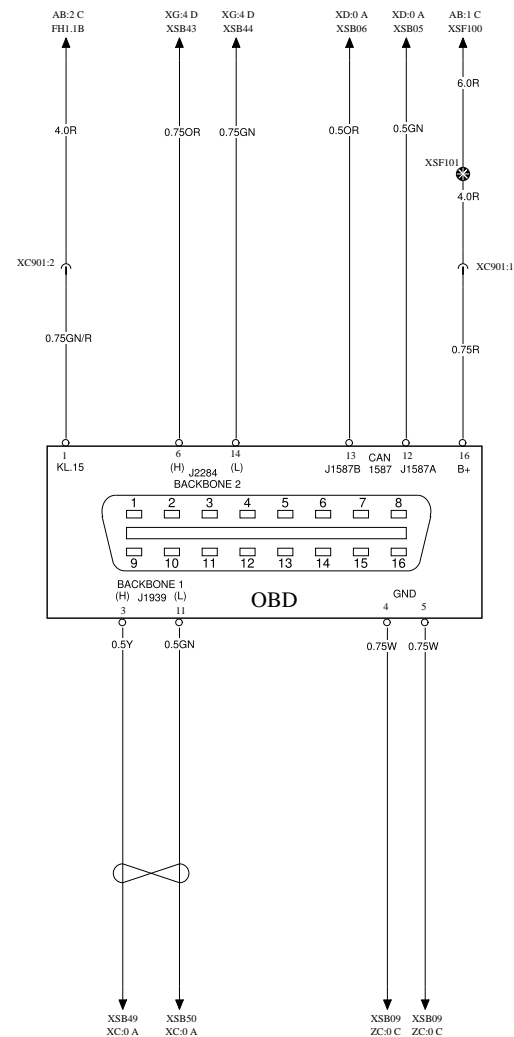 AB:2 C XG:4 D XG:4 D XD:0 A XD:0 A AB:1 C
FH1.1B XSB43 XSB44 XSB06 XSB05 XSF100
6.0R
4.0R 0.75OR 0.75GN 0.5OR 0.5GN
XSF101
4.0R
XC901:2 XC901:1
0.75GN/R 0.75R
1 6 14 13 12 16
KL.15 (H) J2284 (L) J1587B CAN 1587 J1587A B+
BACKBONE 2
1 2 3 4 5 6 7 8
9 10 11 12 13 14 15 16
BACKBONE 1
(H) J1939 (L) OBD GND
3 11 4 5
0.5Y 0.5GN 0.75W 0.75W
XSB49 XSB50 XSB09 XSB09
XC:0 A XC:0 A ZC:0 C ZC:0 C